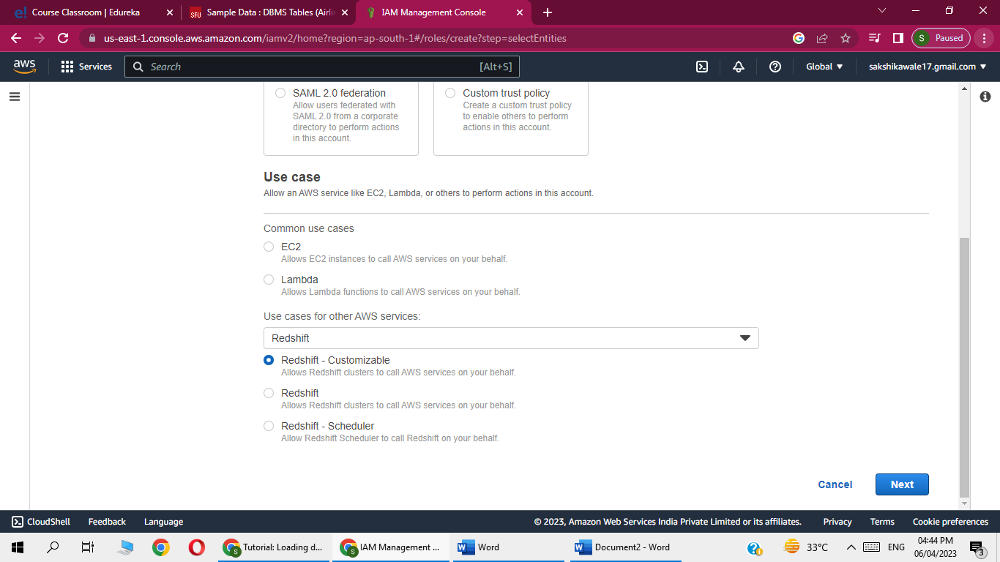 Course Classroom | Edureka
SFU
Sample Data : DBMS Tables (Airli
IAM Management Console
us-east-1.console.aws.amazon.com/iamv2/home?region=ap-south-1#/roles/create?step=selectEntities
S
Paused
aws
Services
Search
[Alt+S]
Global
sakshikawale17.gmail.com
SAML 2.0 federation
Allow users federated with
SAML 2.0 from a corporate
directory to perform actions
in this account.
Custom trust policy
Create a custom trust policy
to enable others to perform
actions in this account.
Use case
Allow an AWS service like EC2, Lambda, or others to perform actions in this account.
Common use cases
EC2
Allows EC2 instances to call AWS services on your behalf.
Lambda
Allows Lambda functions to call AWS services on your behalf.
Use cases for other AWS services:
Redshift
Redshift - Customizable
Allows Redshift clusters to call AWS services on your behalf.
Redshift
Allows Redshift clusters to call AWS services on your behalf.
Redshift - Scheduler
Allow Redshift Scheduler to call Redshift on your behalf.
Cancel
Next
CloudShell
Feedback
Language
© 2023, Amazon Web Services India Private Limited or its affiliates.
Privacy
Terms
Cookie preferences
Tutorial: Loading d...
IAM Management ...
Word
Document2 - Word
33°C
ENG
04:44 PM
06/04/2023
3